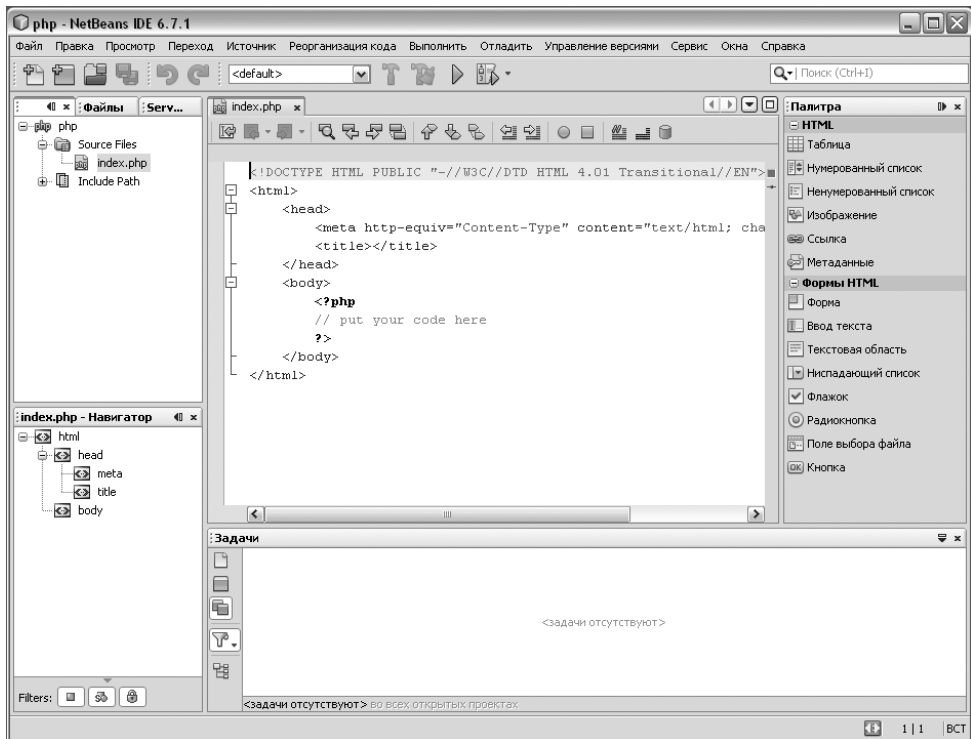 php - NetBeans IDE 6.7.1
Файл Правка Просмотр Переход Источник Реорганизация кода Выполнить Отладить Управление версиями Сервис Окна Справка
<default>
Поиск (Ctrl+I)
Файлы Serv...
php
Source Files
index.php
Include Path
index.php - Навигатор
html
head
meta
title
body
Filters:
index.php
<!DOCTYPE HTML PUBLIC "-//W3C//DTD HTML 4.01 Transitional//EN">
<html>
<head>
<meta http-equiv="Content-Type" content="text/html; cha
<title></title>
</head>
<body>
<?php
// put your code here
?>
</body>
</html>
Палитра
HTML
Таблица
Нумерованный список
Ненумерованный список
Изображение
Ссылка
Метаданные
Формы HTML
Форма
Ввод текста
Текстовая область
Ниспадающий список
Флажок
Радиокнопка
Поле выбора файла
OK Кнопка
Задачи
<задачи отсутствуют>
<задачи отсутствуют> во всех открытых проектах
1 | 1 ВСТ